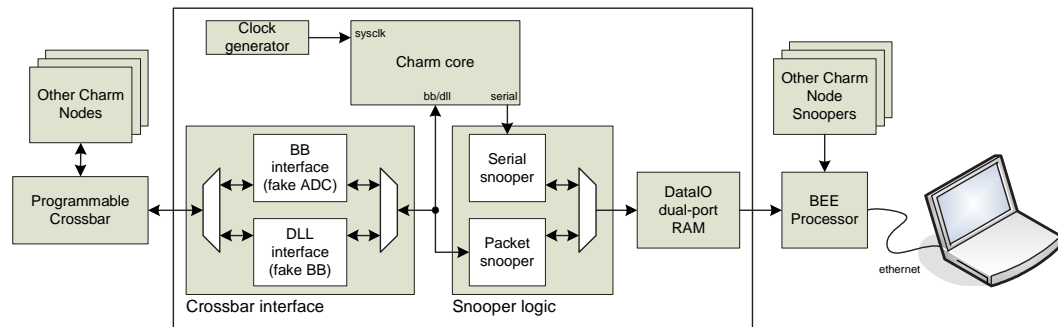 Clock
generator
sysclk
Charm core
bb/dll
serial
Other Charm
Nodes
Programmable
Crossbar
BB
interface
(fake ADC)
DLL
interface
(fake BB)
Crossbar interface
Serial
snooper
Packet
snooper
Snooper logic
DataIO
dual-port
RAM
Other Charm
Node
Snoopers
BEE
Processor
ethernet